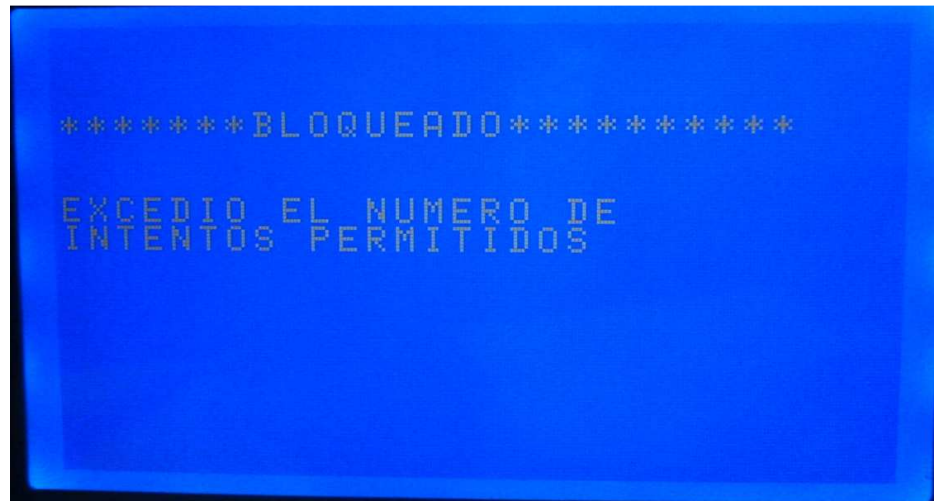 *******BLOQUEADO**********
EXCEDIO EL NUMERO DE
INTENTOS PERMITIDOS